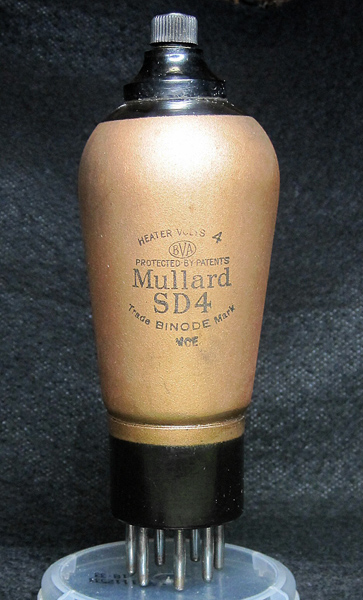 HEATER VOLTS 4
BVA
PROTECTED·BY·PATENTS
Mullard
SD4
Trade BINODE Mark